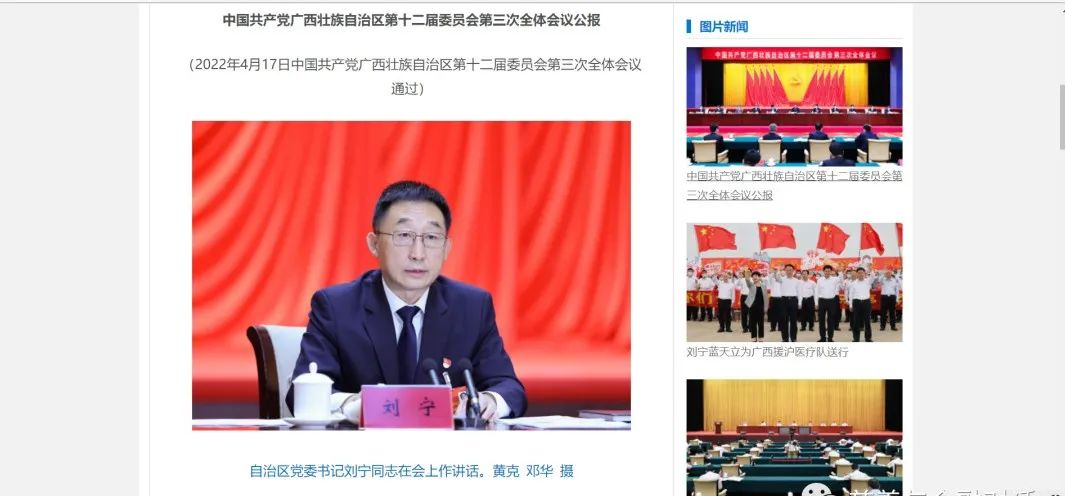 中国共产党广西壮族自治区第十二届委员会第三次全体会议公报
（2022年4月17日中国共产党广西壮族自治区第十二届委员会第三次全体会议
通过）
刘 宁
自治区党委书记刘宁同志在会上作讲话。黄克 邓华 摄
图片新闻
中国共产党广西壮族自治区第十二届委员会第三次全体会议
中国共产党广西壮族自治区第十二届委员会第
三次全体会议公报
刘宁蓝天立为广西援沪医疗队送行